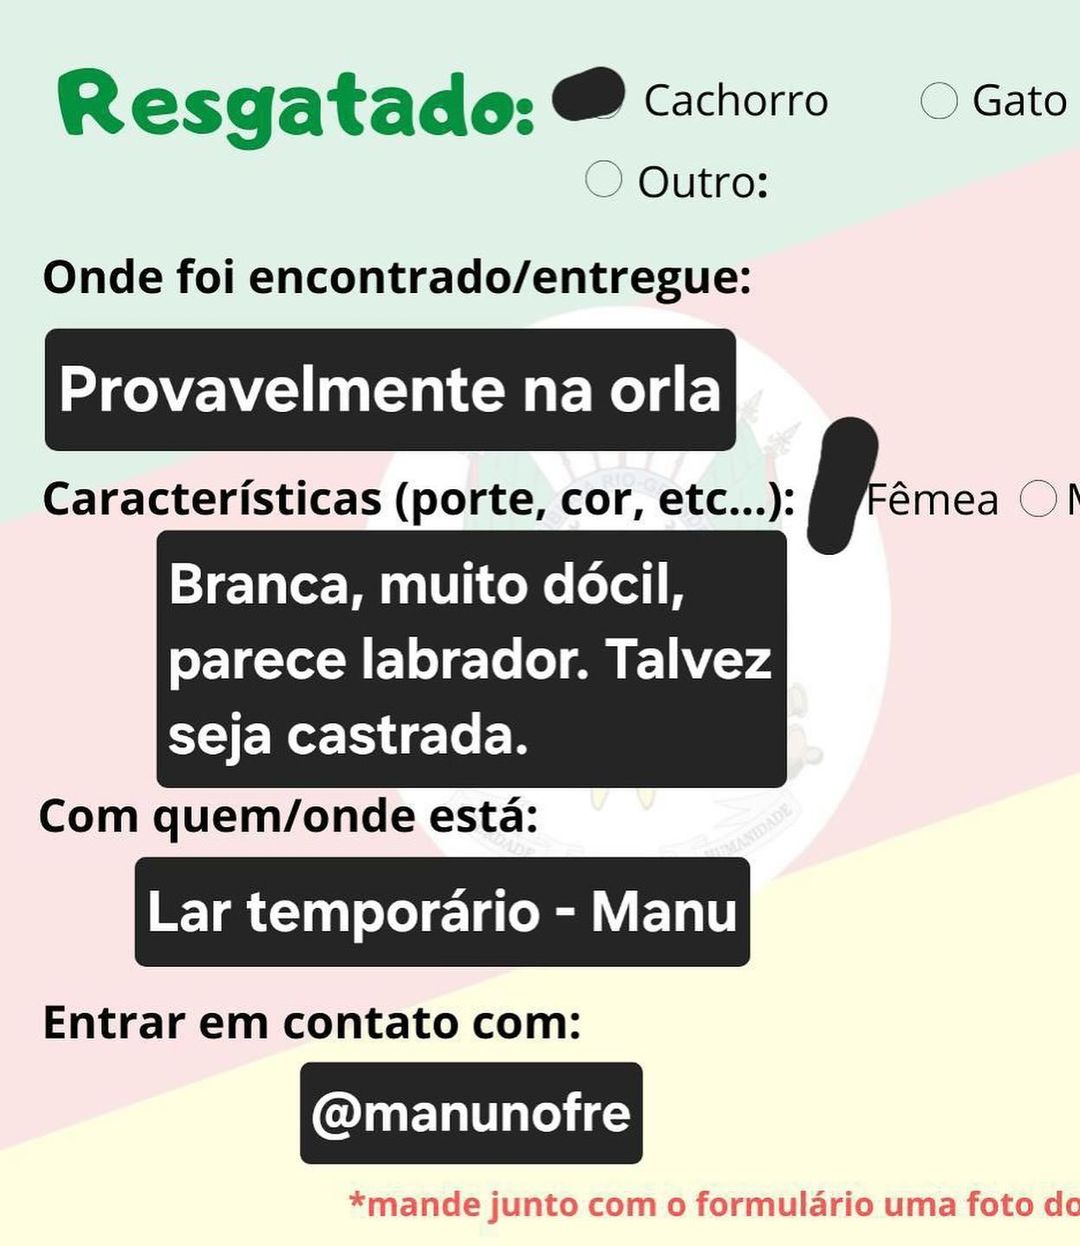 Resgatado: Cachorro Gato
Outro:
Onde foi encontrado/entregue:
Provavelmente na orla
Características (porte, cor, etc...): Fêmea
Branca, muito dócil,
parece labrador. Talvez
seja castrada.
Com quem/onde está:
Lar temporário - Manu
HUMANIDADE
Entrar em contato com:
@manunofre
*mande junto com o formulário uma foto do